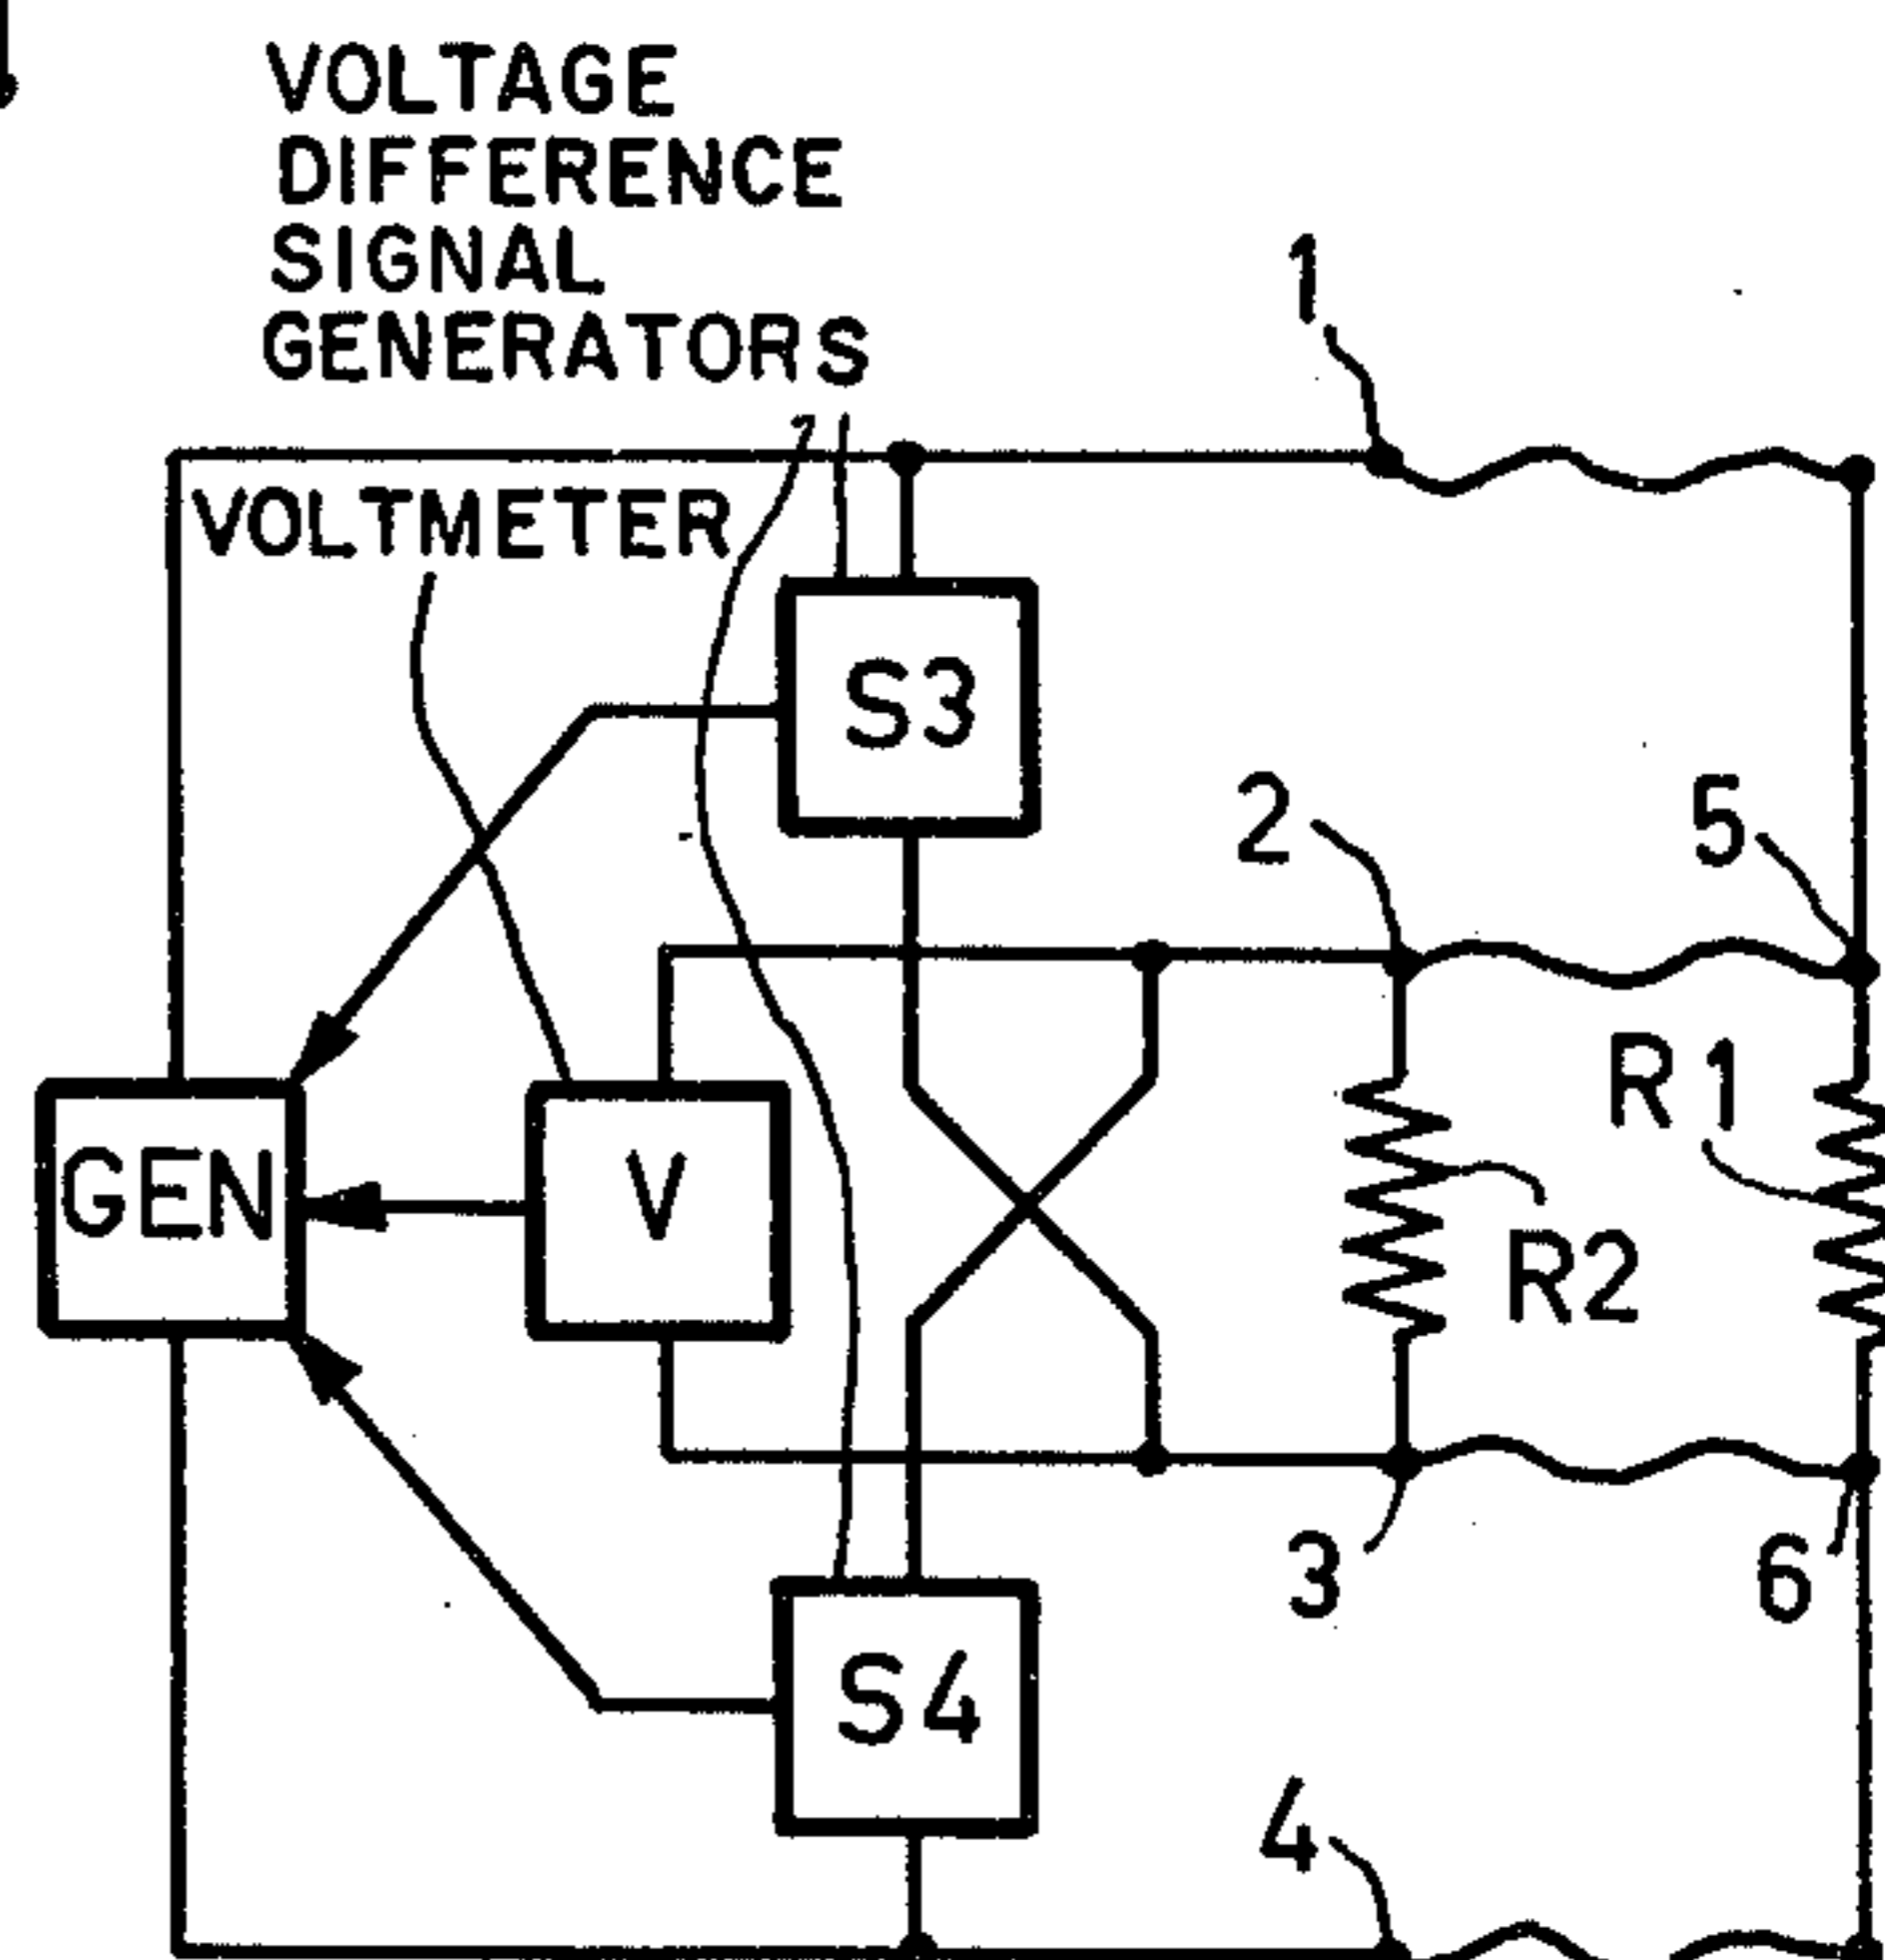 VOLTAGE
DIFFERENCE
SIGNAL
GENERATORS
1
VOLTMETER
S3
2
5
R1
GEN
V
R2
3
6
S4
4